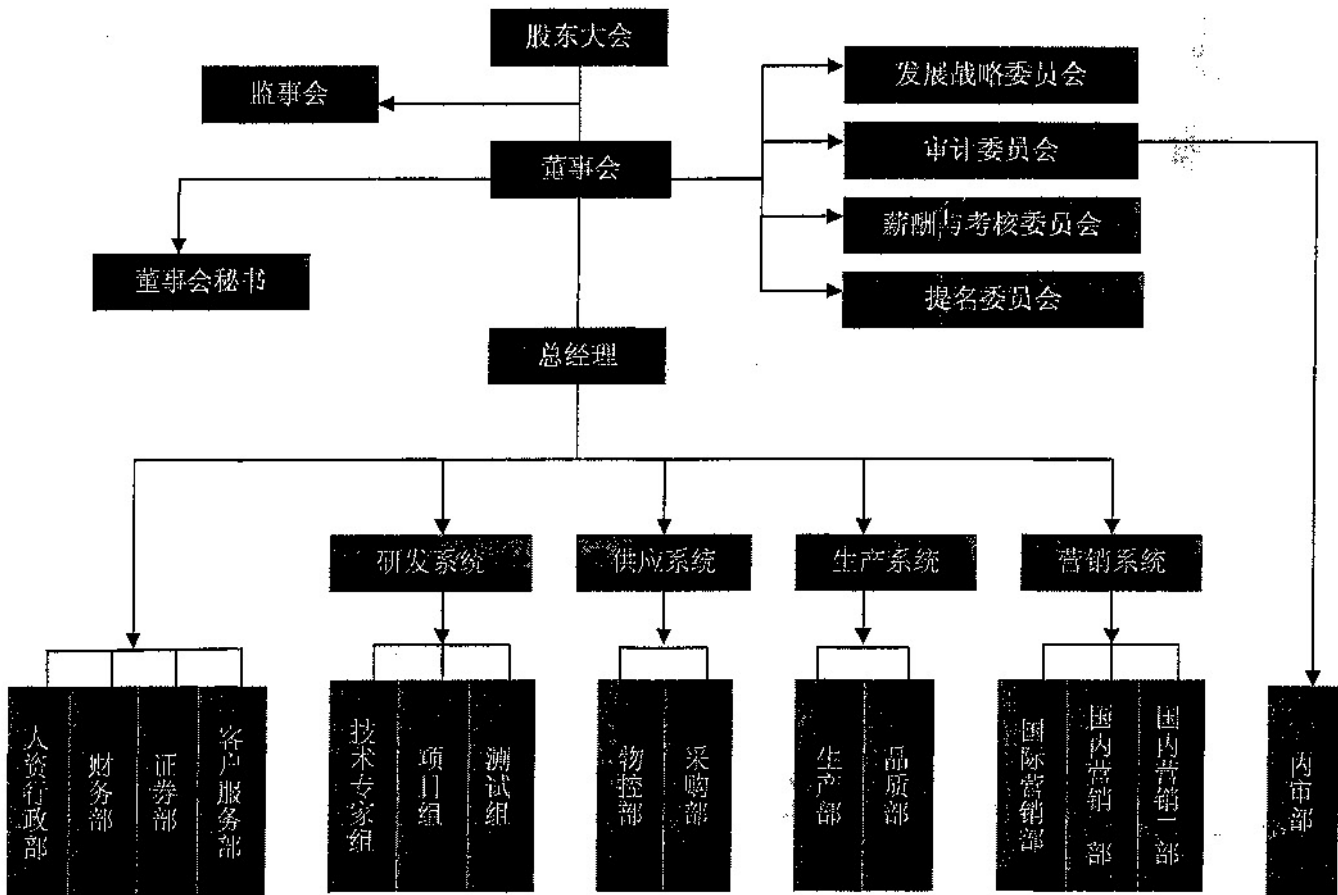 股东大会
监事会
发展战略委员会
审计委员会
董事会
薪酬与考核委员会
董事会秘书
提名委员会
总经理
研发系统
供应系统
生产系统
营销系统
人资行政部
财务部
证券部
客户服务部
技术专家组
项目组
测试组
物控部
采购部
生产部
品质部
国际营销部
国内营销 部
国内营销二部
内审部